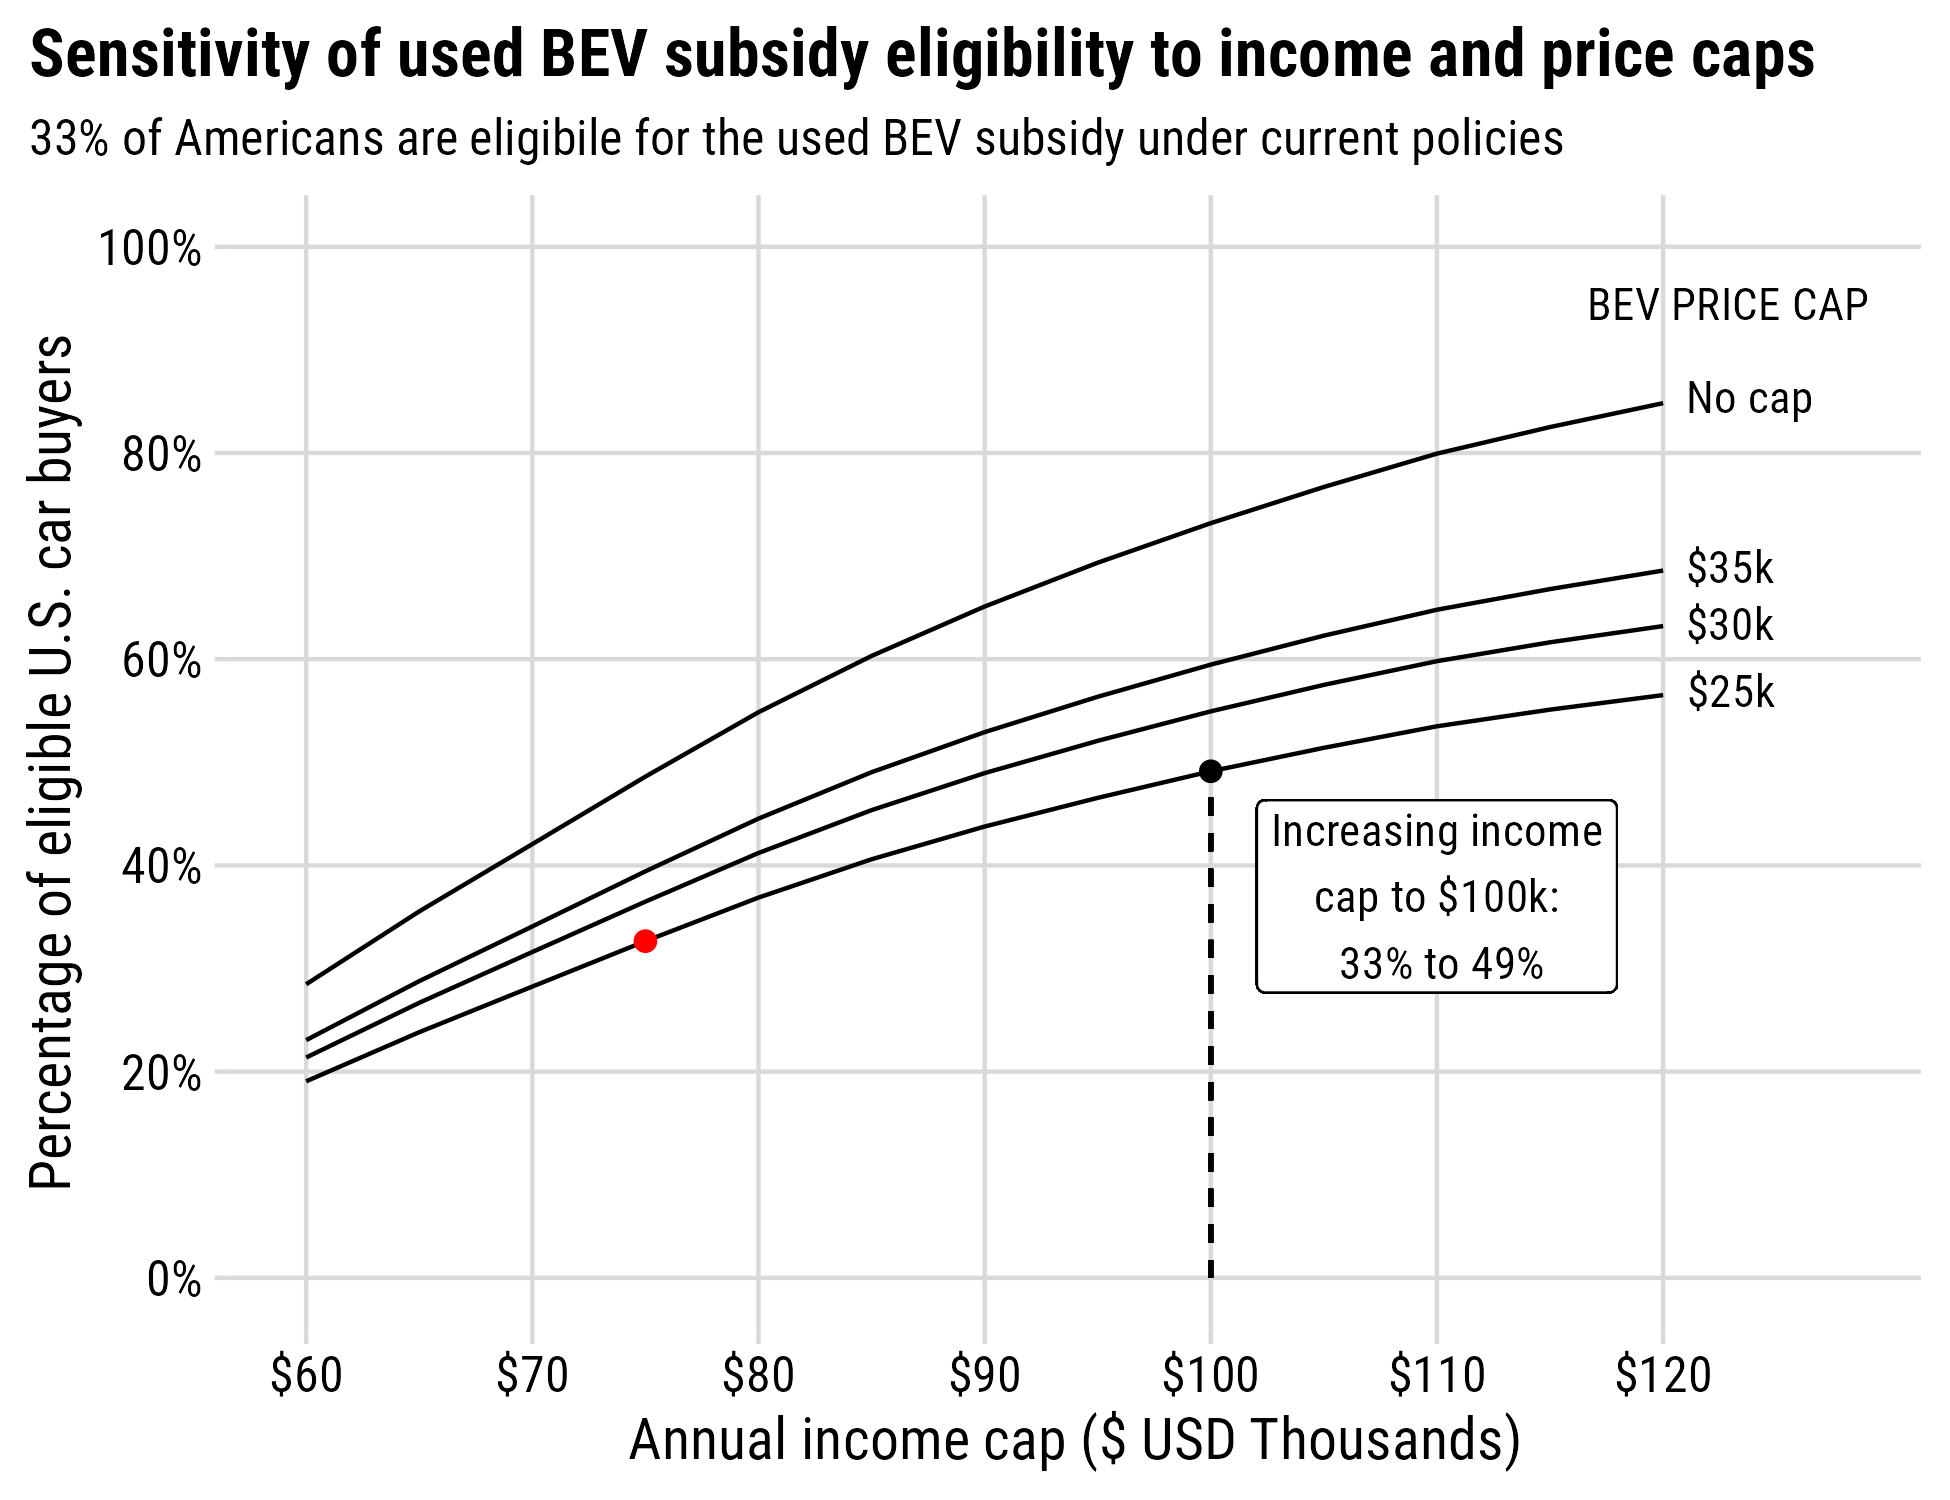 Sensitivity of used BEV subsidy eligibility to income and price caps
33% of Americans are eligibile for the used BEV subsidy under current policies
Percentage of eligible U.S. car buyers
100%
80%
60%
40%
20%
0%
BEV PRICE CAP
No cap
$35k
$30k
$25k
Increasing income
cap to $100k:
33% to 49%
$60
$70
$80
$90
$100
$110
$120
Annual income cap ($ USD Thousands)